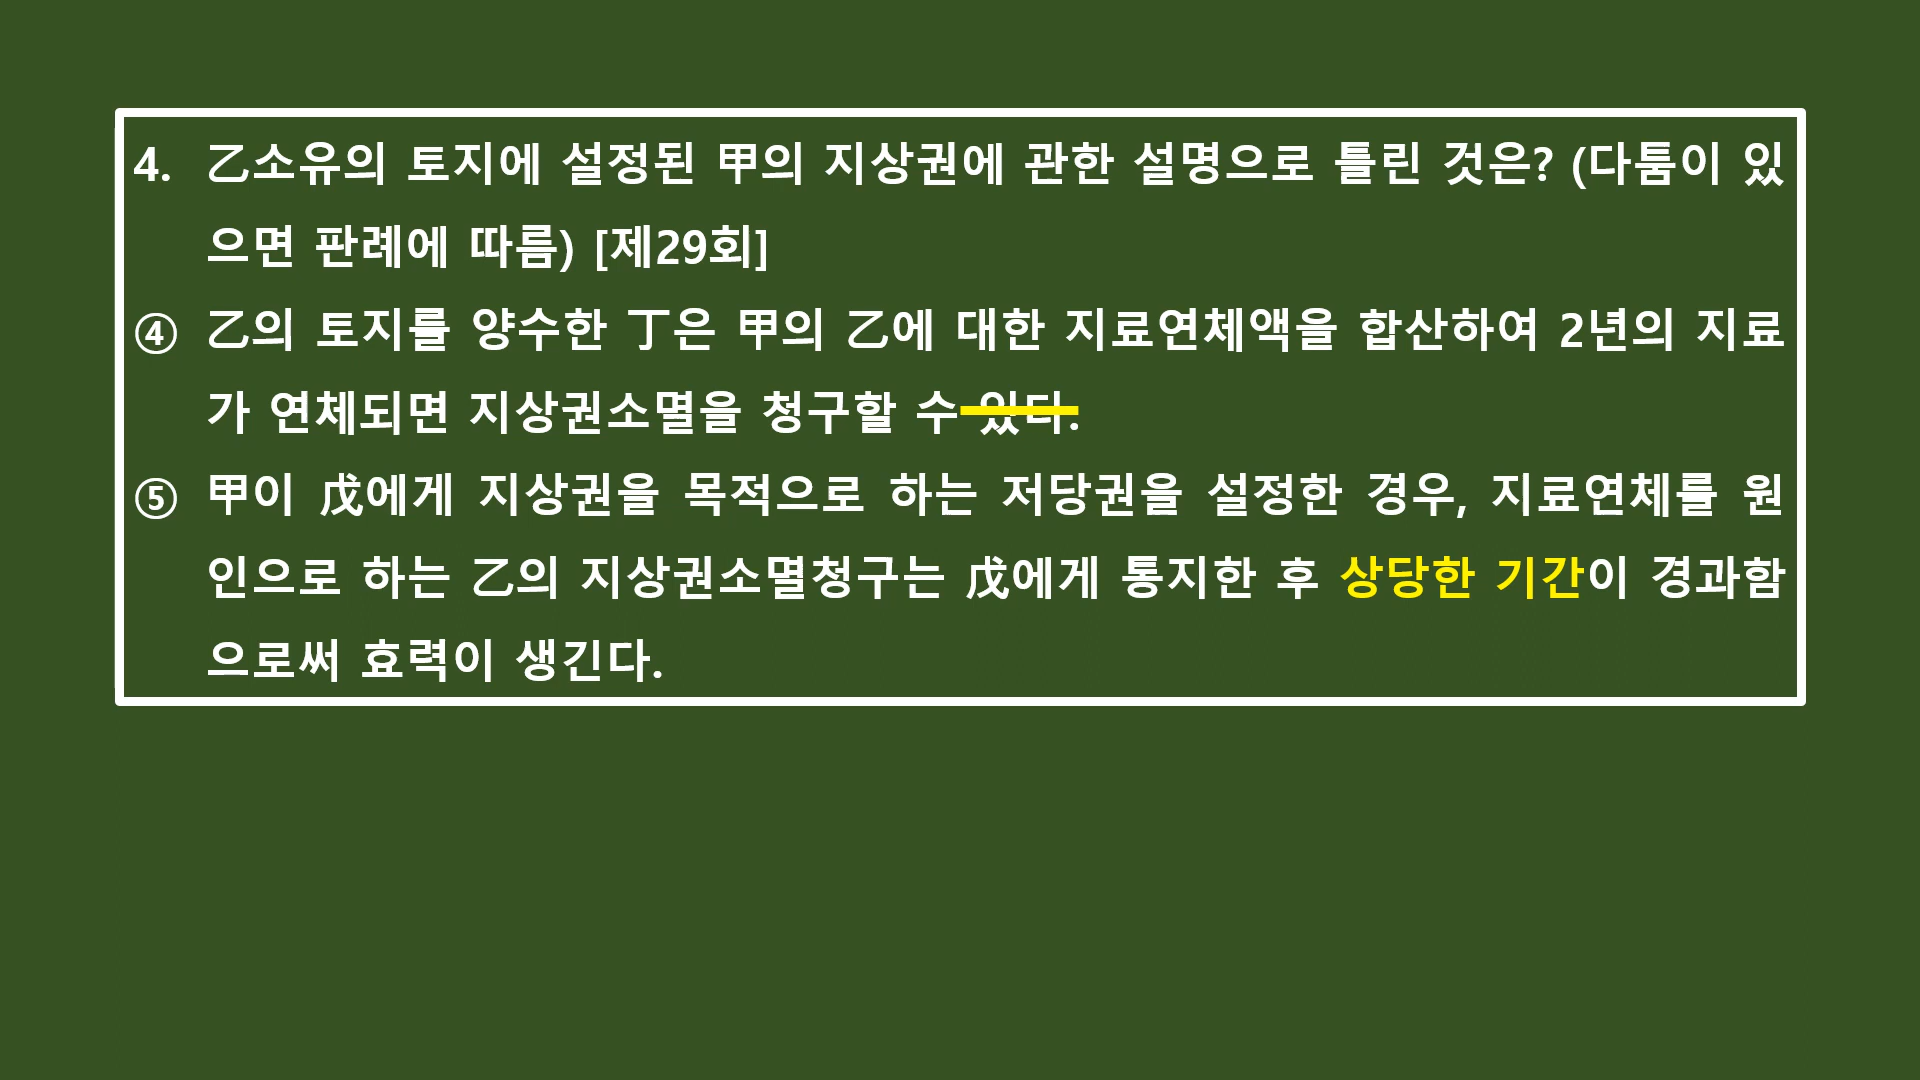 4. 乙소유의 토지에 설정된 甲의 지상권에 관한 설명으로 틀린 것은? (다툼이 있
으면 판례에 따름) [제29회]
④ 乙의 토지를 양수한 丁은 甲의 乙에 대한 지료연체액을 합산하여 2년의 지료
가 연체되면 지상권소멸을 청구할 수 있다.
⑤ 甲이 戊에게 지상권을 목적으로 하는 저당권을 설정한 경우, 지료연체를 원
인으로 하는 乙의 지상권소멸청구는 戊에게 통지한 후 상당한 기간이 경과함
으로써 효력이 생긴다.